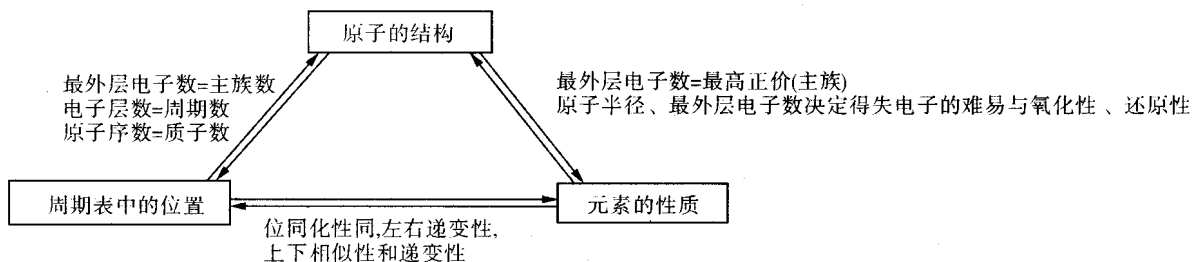 原子的结构
最外层电子数=主族数
电子层数=周期数
原子序数=质子数
最外层电子数=最高正价(主族)
原子半径、最外层电子数决定得失电子的难易与氧化性、还原性
周期表中的位置
元素的性质
位同化性同,左右递变性,
上下相似性和递变性